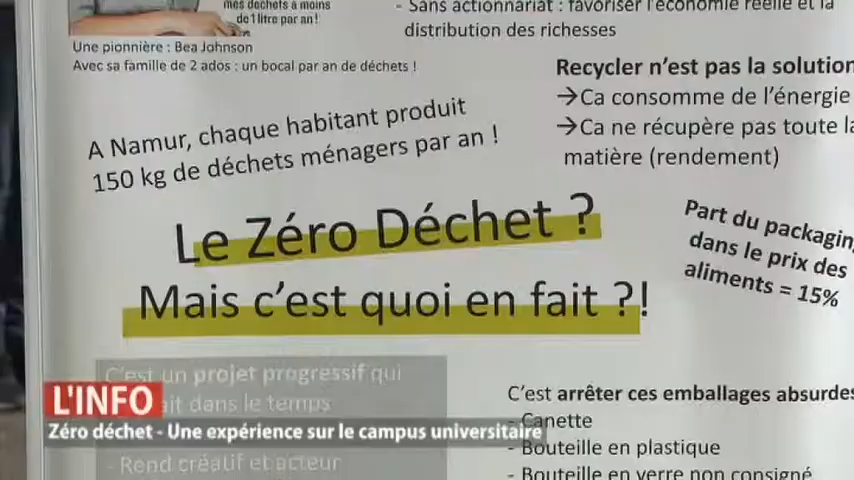 mes déchets à moins
de 1 litre par an !
Une pionnière : Bea Johnson
Avec sa famille de 2 ados : un bocal par an de déchets !
- Sans actionnariat : favoriser l'économie réelle et la
distribution des richesses
Recycler n'est pas la solution
→Ca consomme de l'énergie
→Ca ne récupère pas toute la
matière (rendement)
A Namur, chaque habitant produit
150 kg de déchets ménagers par an !
Le Zéro Déchet ?
Mais c'est quoi en fait ?!
Part du packaging
dans le prix des
aliments = 15%
C'est un projet progressif qui
dans le temps
- Rend créatif et acteur
C'est arrêter ces emballages absurdes
- Canette
- Bouteille en plastique
- Bouteille en verre non consigné
L'INFO
Zéro déchet - Une expérience sur le campus universitaire